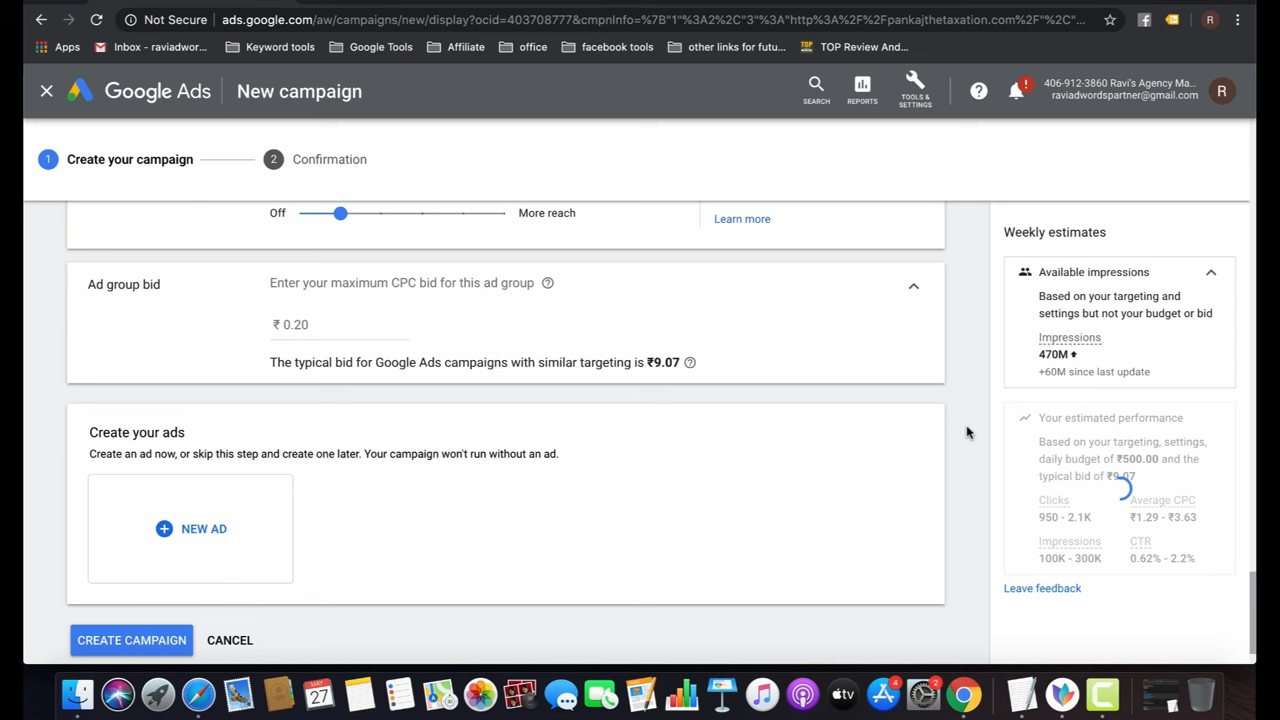 Not Secure
ads.google.com/aw/campaigns/new/display?ocid=403708777&cmpnInfo=%7B"1"%3A2%2C"3"%3A"http%3A%2F%2Fpankajthetaxation.com%2F"%2C"...
R
Apps
Inbox - raviadwor...
Keyword tools
Google Tools
Affiliate
office
facebook tools
other links for futu...
TOP Review And...
Google Ads
New campaign
SEARCH
REPORTS
TOOLS &
SETTINGS
406-912-3860 Ravi's Agency Ma...
raviadwordspartner@gmail.com
R
1 Create your campaign
2 Confirmation
Off
More reach
Learn more
Ad group bid
Enter your maximum CPC bid for this ad group
₹ 0.20
The typical bid for Google Ads campaigns with similar targeting is ₹9.07
Create your ads
Create an ad now, or skip this step and create one later. Your campaign won't run without an ad.
NEW AD
CREATE CAMPAIGN
CANCEL
Weekly estimates
Available impressions
Based on your targeting and
settings but not your budget or bid
Impressions
470M
+60M since last update
Your estimated performance
Based on your targeting, settings,
daily budget of ₹500.00 and the
typical bid of ₹9.07
Clicks
Average CPC
950 - 2.1K
₹1.29 - ₹3.63
Impressions
CTR
100K - 300K
0.62% - 2.2%
Leave feedback
MAY
27
tv
4
2